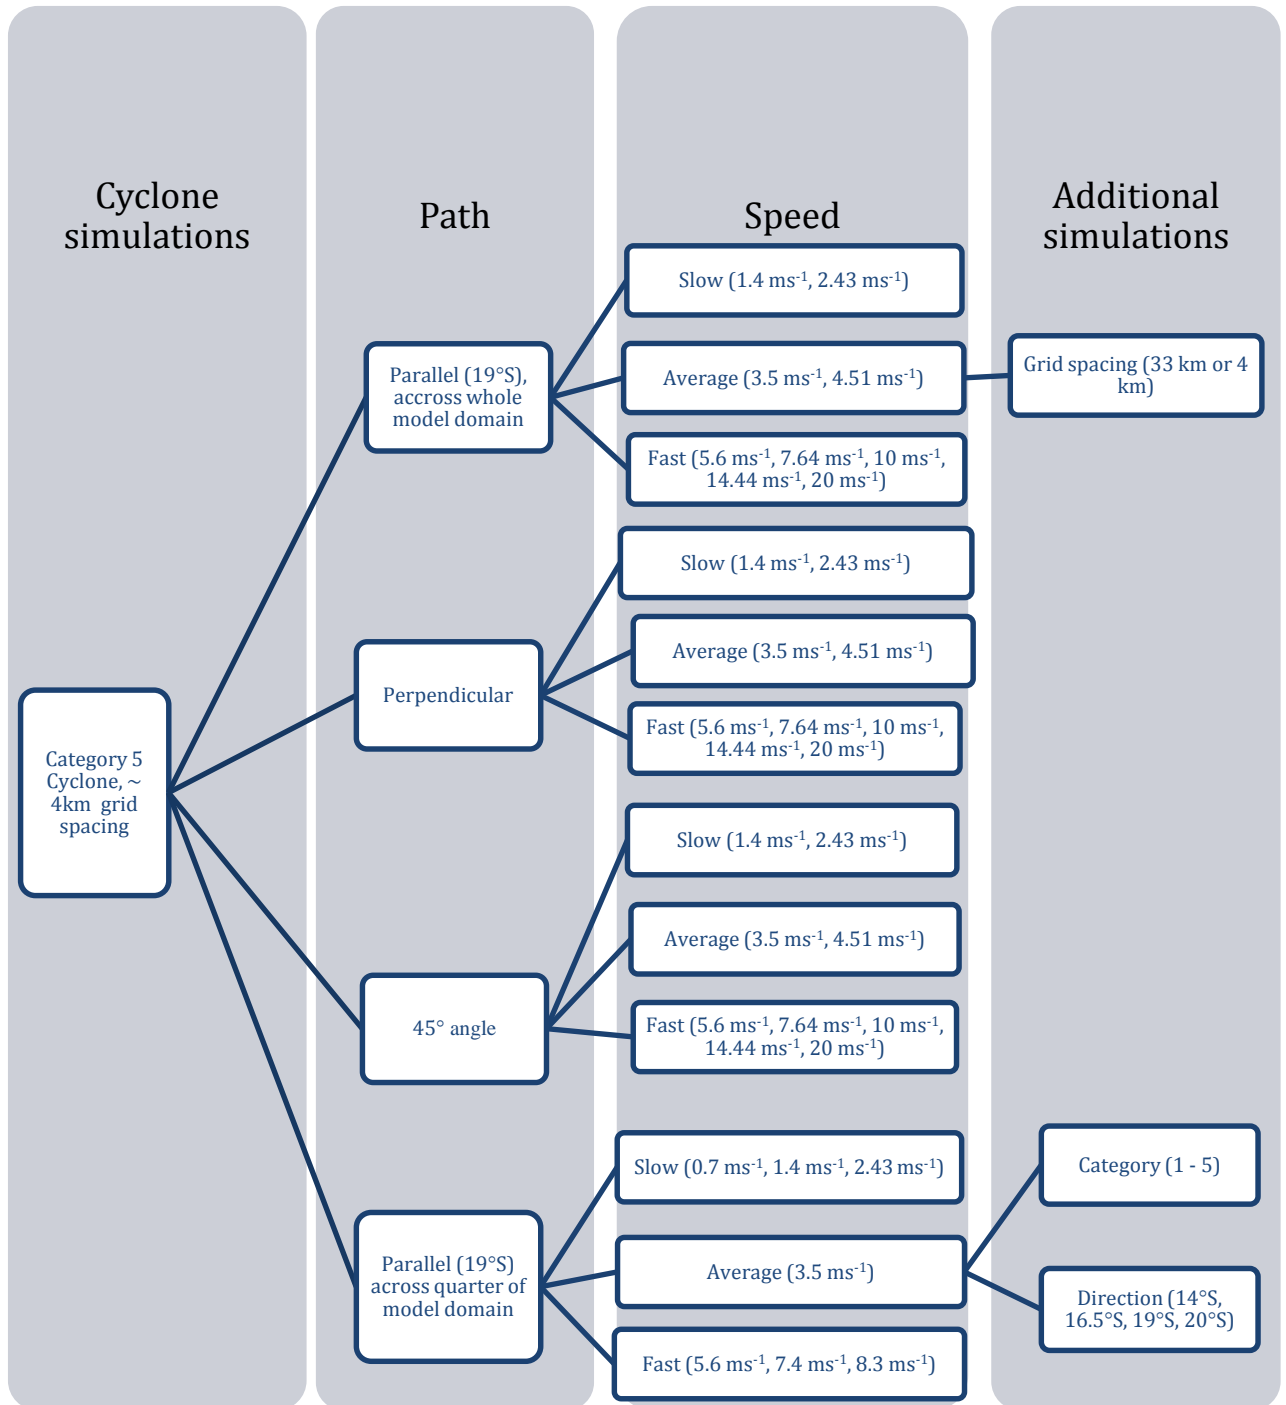 Cyclone
simulations
Path
Speed
Additional
simulations
Category 5
Cyclone, ~
4km grid
spacing
Parallel (19°S),
accross whole
model domain
Slow (1.4 ms⁻¹, 2.43 ms⁻¹)
Average (3.5 ms⁻¹, 4.51 ms⁻¹)
Fast (5.6 ms⁻¹, 7.64 ms⁻¹, 10 ms⁻¹,
14.44 ms⁻¹, 20 ms⁻¹)
Grid spacing (33 km or 4
km)
Perpendicular
Slow (1.4 ms⁻¹, 2.43 ms⁻¹)
Average (3.5 ms⁻¹, 4.51 ms⁻¹)
Fast (5.6 ms⁻¹, 7.64 ms⁻¹, 10 ms⁻¹,
14.44 ms⁻¹, 20 ms⁻¹)
45° angle
Slow (1.4 ms⁻¹, 2.43 ms⁻¹)
Average (3.5 ms⁻¹, 4.51 ms⁻¹)
Fast (5.6 ms⁻¹, 7.64 ms⁻¹, 10 ms⁻¹,
14.44 ms⁻¹, 20 ms⁻¹)
Parallel (19°S)
across quarter of
model domain
Slow (0.7 ms⁻¹, 1.4 ms⁻¹, 2.43 ms⁻¹)
Average (3.5 ms⁻¹)
Fast (5.6 ms⁻¹, 7.4 ms⁻¹, 8.3 ms⁻¹)
Category (1 - 5)
Direction (14°S,
16.5°S, 19°S, 20°S)